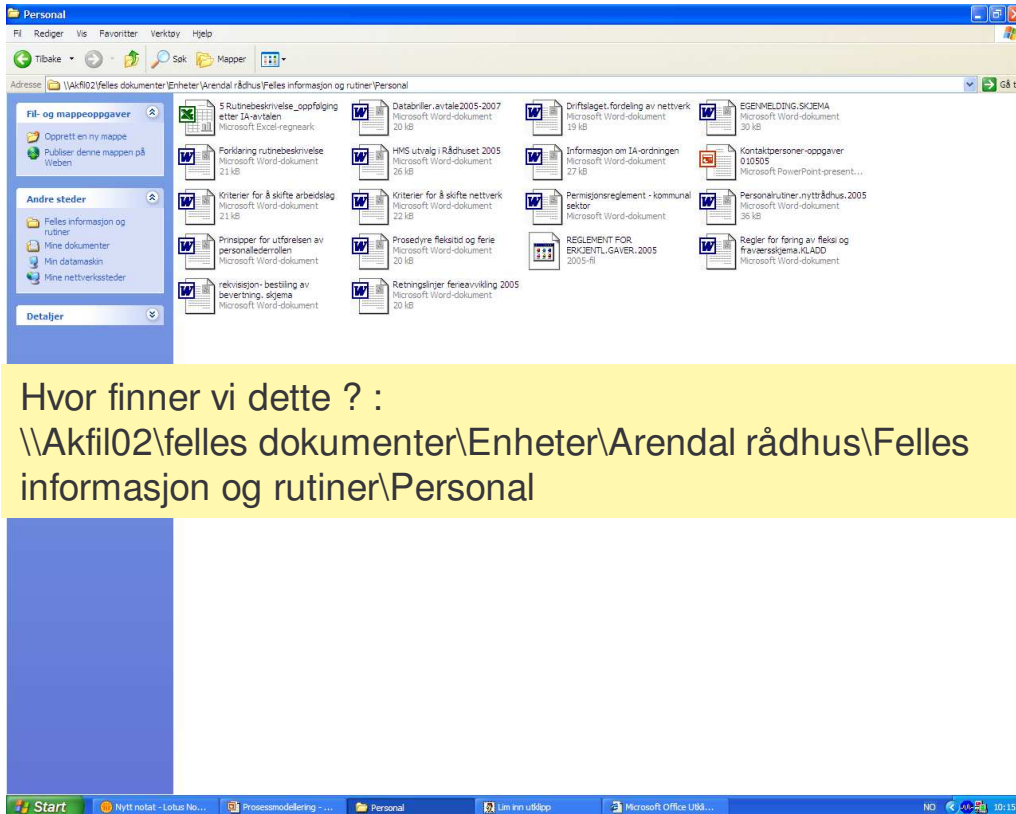 Personal
Fil Rediger Vis Favoritter Verktøy Hjelp
Tilbake Søk Mapper
Adresse \\Akfil02\felles dokumenter\Enheter\Arendal rådhus\Felles informasjon og rutiner\Personal Gå t
Fil- og mappeoppgaver
Opprett en ny mappe
Publiser denne mappen på
Weben
Andre steder
Felles informasjon og
rutiner
Mine dokumenter
Min datamaskin
Mine nettverkssteder
Detaljer
5 Rutinebeskrivelse_oppfølging
etter IA-avtalen
Microsoft Excel-regneark
Databriller.avtale2005-2007
Microsoft Word-dokument
20 kB
Driftslaget.fordeling av nettverk
Microsoft Word-dokument
19 kB
EGENMELDING.SKJEMA
Microsoft Word-dokument
30 kB
Forklaring rutinebeskrivelse
Microsoft Word-dokument
21 kB
HMS utvalg i Rådhuset 2005
Microsoft Word-dokument
26 kB
Informasjon om IA-ordningen
Microsoft Word-dokument
27 kB
Kontaktpersoner-oppgaver
010505
Microsoft PowerPoint-present...
Kriterier for å skifte arbeidslag
Microsoft Word-dokument
21 kB
Kriterier for å skifte nettverk
Microsoft Word-dokument
22 kB
Permisjonsreglement - kommunal
sektor
Microsoft Word-dokument
Personalrutiner.nyttrådhus.2005
Microsoft Word-dokument
36 kB
Prinsipper for utførelsen av
personallederrollen
Microsoft Word-dokument
Prosedyre fleksitid og ferie
Microsoft Word-dokument
20 kB
REGLEMENT FOR
ERKJENTL.GAVER.2005
2005-fil
Regler for føring av fleksi og
fraværsskjema.KLADD
Microsoft Word-dokument
rekvisisjon- bestiling av
bevertning. skjema
Microsoft Word-dokument
Retningslinjer ferieavvikling 2005
Microsoft Word-dokument
20 kB
Hvor finner vi dette ? :
\\Akfil02\felles dokumenter\Enheter\Arendal rådhus\Felles
informasjon og rutiner\Personal
Start Nytt notat - Lotus No... Prosessmodellering - ... Personal Lim inn utklipp Microsoft Office Utkli... NO 10:15